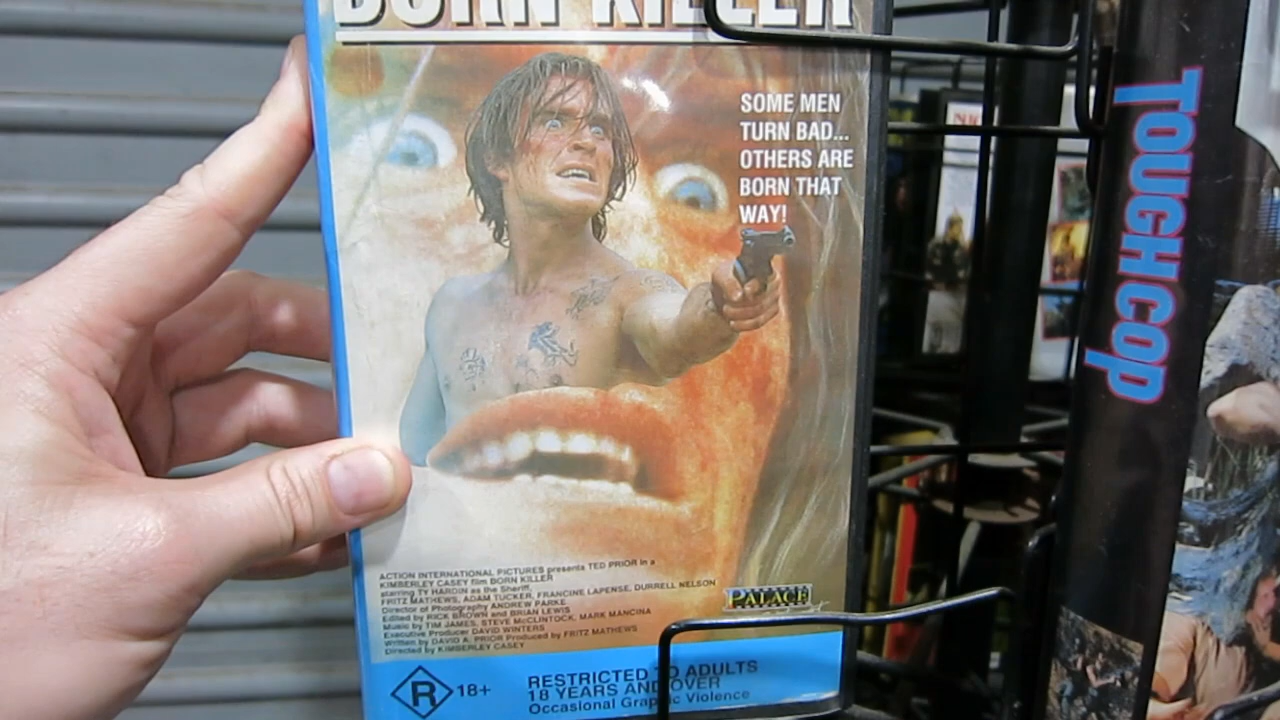 BORN KILLER
SOME MEN
TURN BAD...
OTHERS ARE
BORN THAT
WAY!
ACTION INTERNATIONAL PICTURES presents TED PRIOR in a
KIMBERLEY CASEY film BORN KILLER
starring TY HARDIN as the Sheriff,
FRITZ MATHEWS, ADAM TUCKER, FRANCINE LAPENSE, DURRELL NELSON
Director of Photography ANDREW PARKE
Edited by RICK BROWN and BRIAN LEWIS
Music by TIM JAMES, STEVE McCLINTOCK, MARK MANCINA
Executive Producer DAVID WINTERS
Written by DAVID A. PRIOR Produced by FRITZ MATHEWS
Directed by KIMBERLEY CASEY
PALACE
R 18+
RESTRICTED TO ADULTS
18 YEARS AND OVER
Occasional Graphic Violence
TOUGH COP